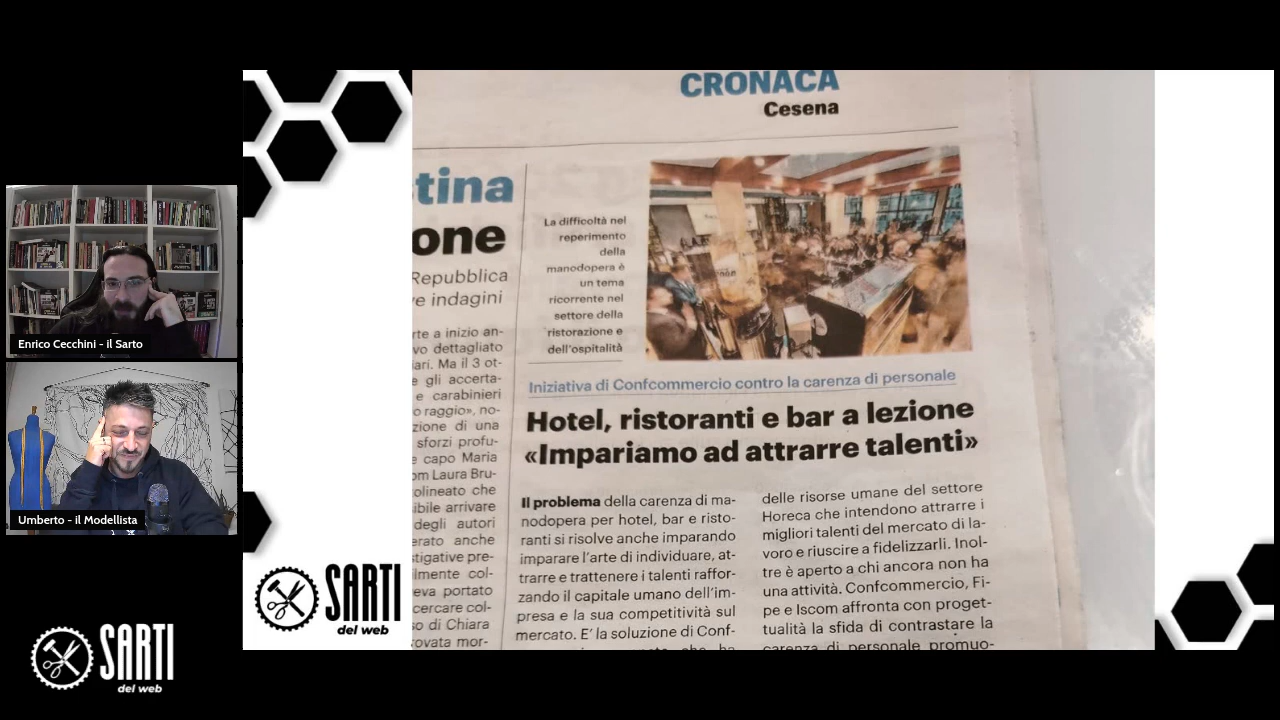 Enrico Cecchini - il Sarto
Umberto - il Modellista
SARTI
del web
SARTI
del web
CRONACA
Cesena
tina
one
Repubblica
e indagini
rte a inizio an-
vo dettagliato
ari. Ma il 3 ot-
e gli accerta-
e carabinieri
o raggio», no-
zione di una
sforzi profu-
e capo Maria
om Laura Bru-
olineato che
ibile arrivare
degli autori
erato anche
stigative pre-
lmente col-
eva portato
cercare col-
so di Chiara
ovata mor-
La difficoltà nel
reperimento
della
manodopera è
un tema
ricorrente nel
settore della
ristorazione e
dell'ospitalità
Iniziativa di Confcommercio contro la carenza di personale
Hotel, ristoranti e bar a lezione
«Impariamo ad attrarre talenti»
Il problema della carenza di ma-
nodopera per hotel, bar e risto-
ranti si risolve anche imparando
imparare l'arte di individuare, at-
trarre e trattenere i talenti raffor-
zando il capitale umano dell'im-
presa e la sua competitività sul
mercato. E' la soluzione di Conf-
delle risorse umane del settore
Horeca che intendono attrarre i
migliori talenti del mercato di la-
voro e riuscire a fidelizzarli. Inol-
tre è aperto a chi ancora non ha
una attività. Confcommercio, Fi-
pe e Iscom affronta con proget-
tualità la sfida di contrastare la
carenza di personale promuo-